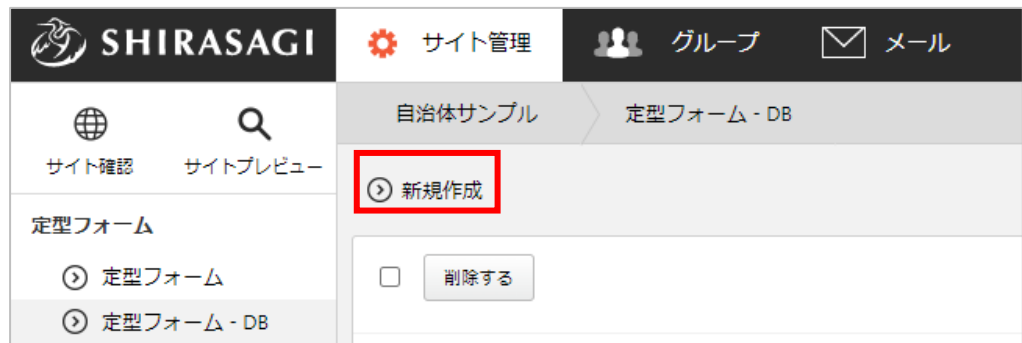 SHIRASAGI
サイト管理
グループ
メール
サイト確認
サイトプレビュー
自治体サンプル
定型フォーム - DB
新規作成
定型フォーム
定型フォーム
定型フォーム - DB
削除する